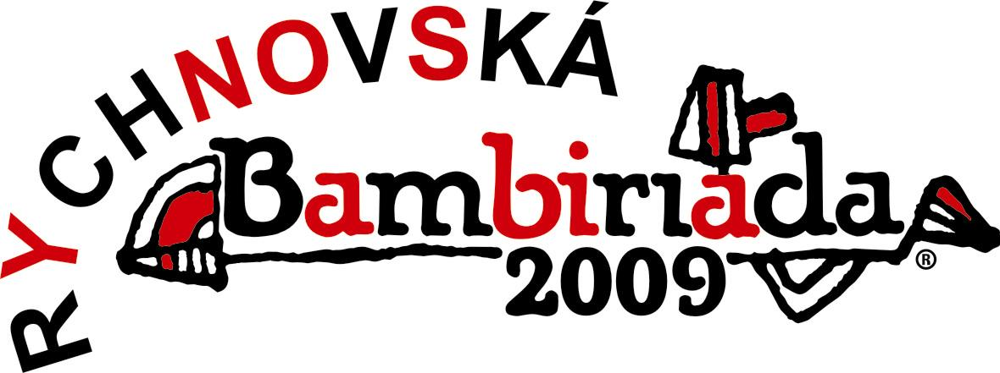 RYCHNOVSKÁ
Bambiriáda
2009
®